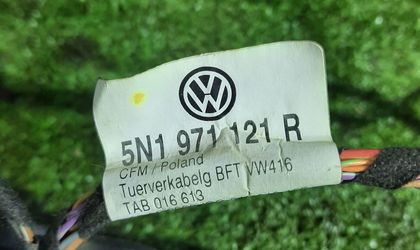 5N1 971 121 R
CFM / Poland
Tuerverkabelg BFT VW416
TAB 016 613